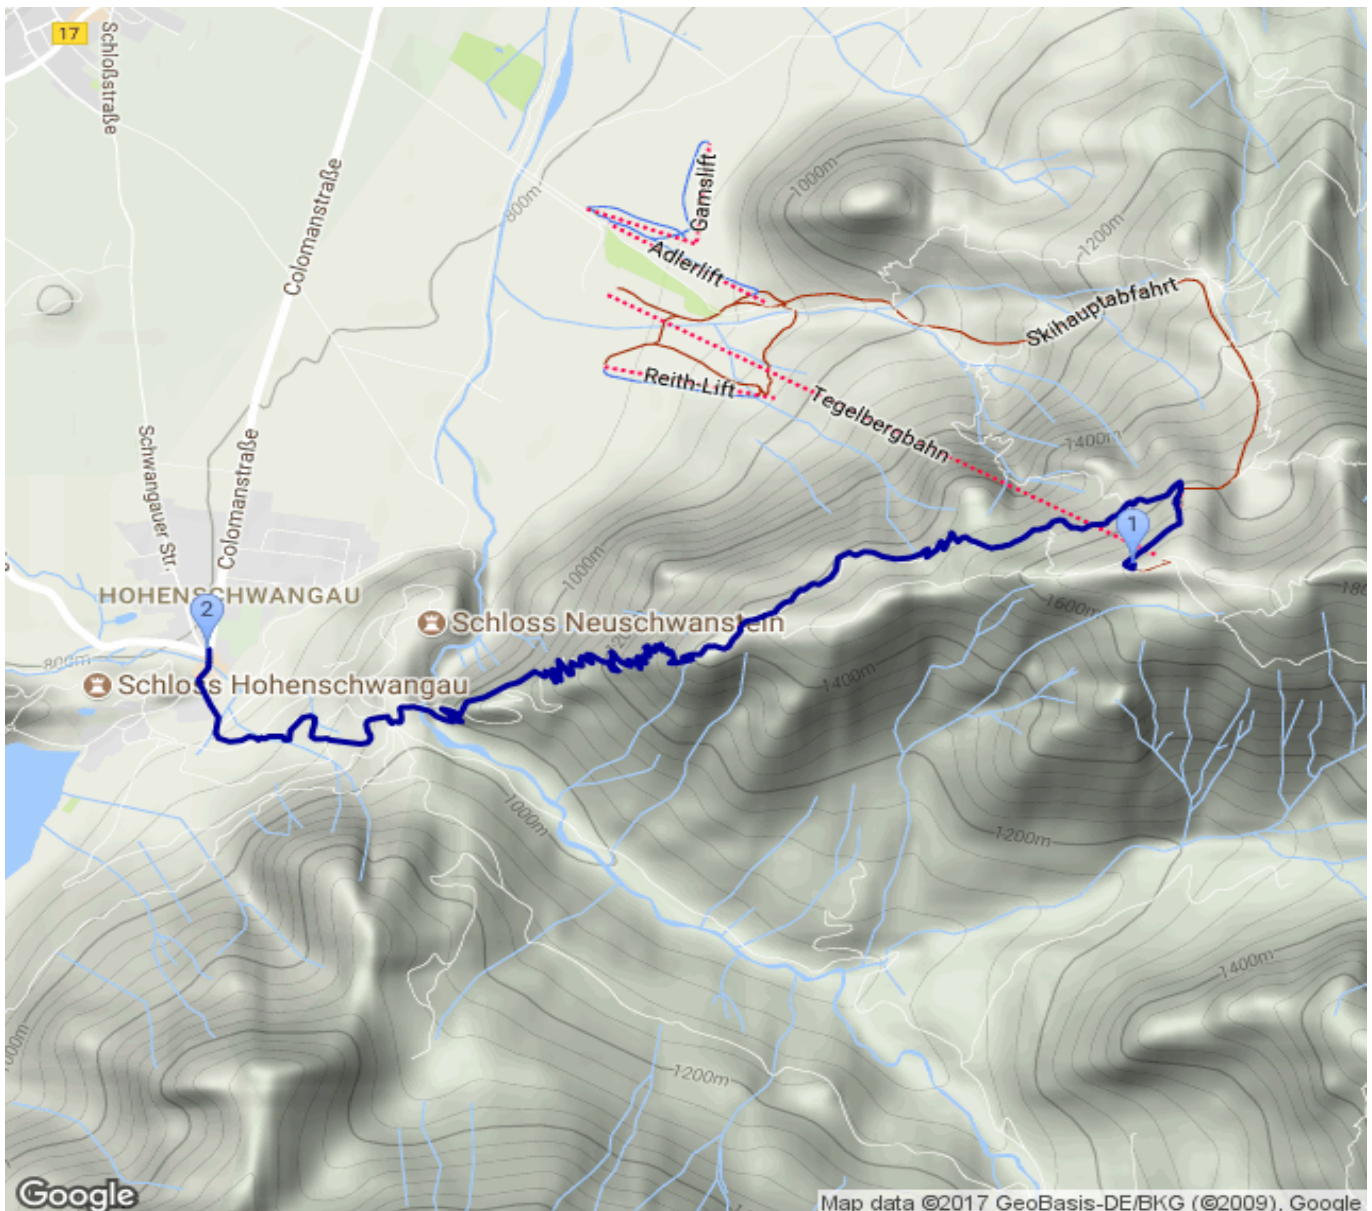 17
Schloßstraße
Colomanstraße
800m
Gamslift
Adlerlift
1000m
1200m
Skihauptabfahrt
Reith-Lift
Tegelbergbahn
1400m
Schwangauer Str.
Colomanstraße
1
HOHENSCHWANGAU
2
1000m
1600m
Schloss Neuschwanstein
800m
Schloss Hohenschwangau
1400m
1000m
1200m
1400m
1000m
1200m
Google
Map data ©2017 GeoBasis-DE/BKG (©2009), Google